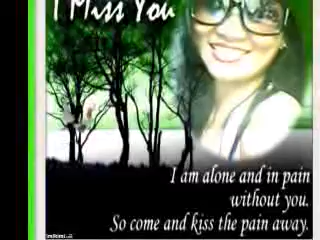 I Miss You
I am alone and in pain
without you.
So come and kiss the pain away.